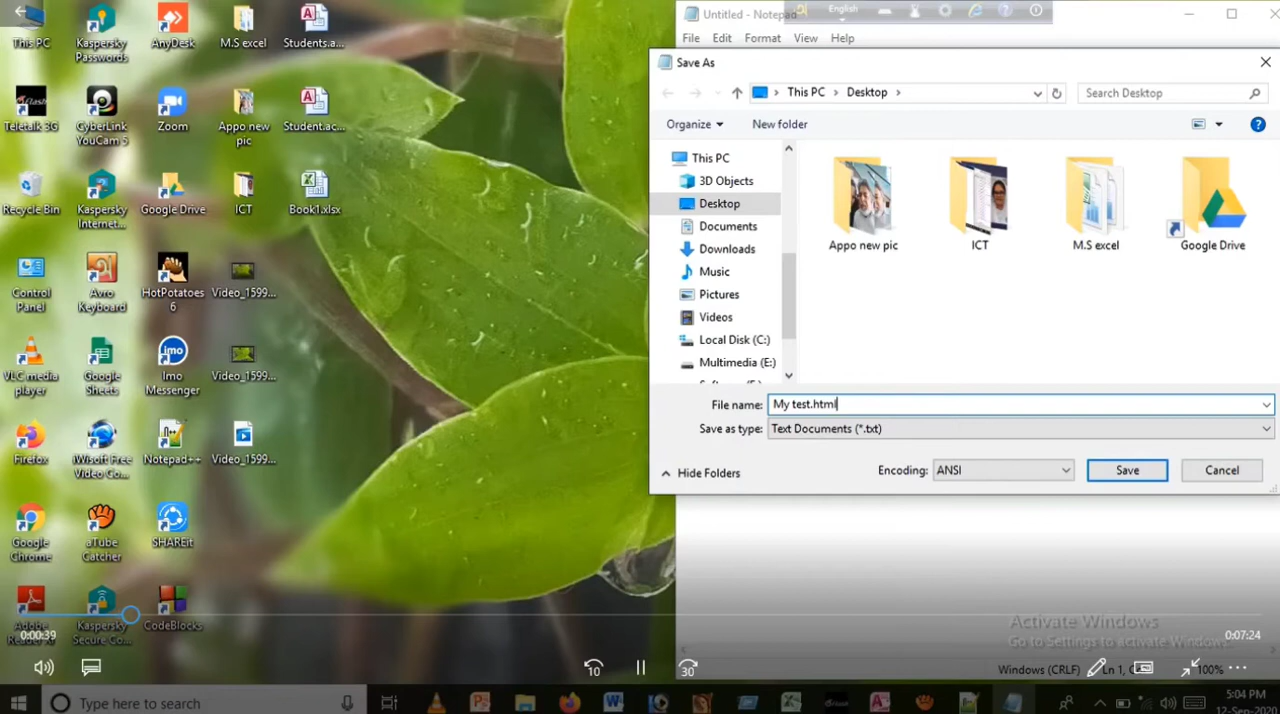 This PC
Kaspersky
Passwords
AnyDesk
M.S excel
Students.a...
Teletalk 3G
CyberLink
YouCam 5
Zoom
Appo new
pic
Student.ac...
Recycle Bin
Kaspersky
Internet...
Google Drive
ICT
Book1.xlsx
Control
Panel
Avro
Keyboard
HotPotatoes
6
Video_1599...
VLC media
player
Google
Sheets
Imo
Messenger
Video_1599...
Firefox
iWisoft Free
Video Co...
Notepad++
Video_1599...
Google
Chrome
aTube
Catcher
SHAREit
Adobe
Reader XI
Kaspersky
Secure Co...
CodeBlocks
Untitled - Notepad
English
File Edit Format View Help
Save As
This PC > Desktop >
Search Desktop
Organize
New folder
This PC
3D Objects
Desktop
Documents
Downloads
Music
Pictures
Videos
Local Disk (C:)
Multimedia (E:)
Appo new pic
ICT
M.S excel
Google Drive
File name: My test.html
Save as type: Text Documents (*.txt)
Hide Folders
Encoding: ANSI
Save
Cancel
Activate Windows
Go to Settings to activate Windows.
0:00:39
0:07:24
10
30
Windows (CRLF)
Ln 1,
100%
Type here to search
5:04 PM
12-Sep-2020